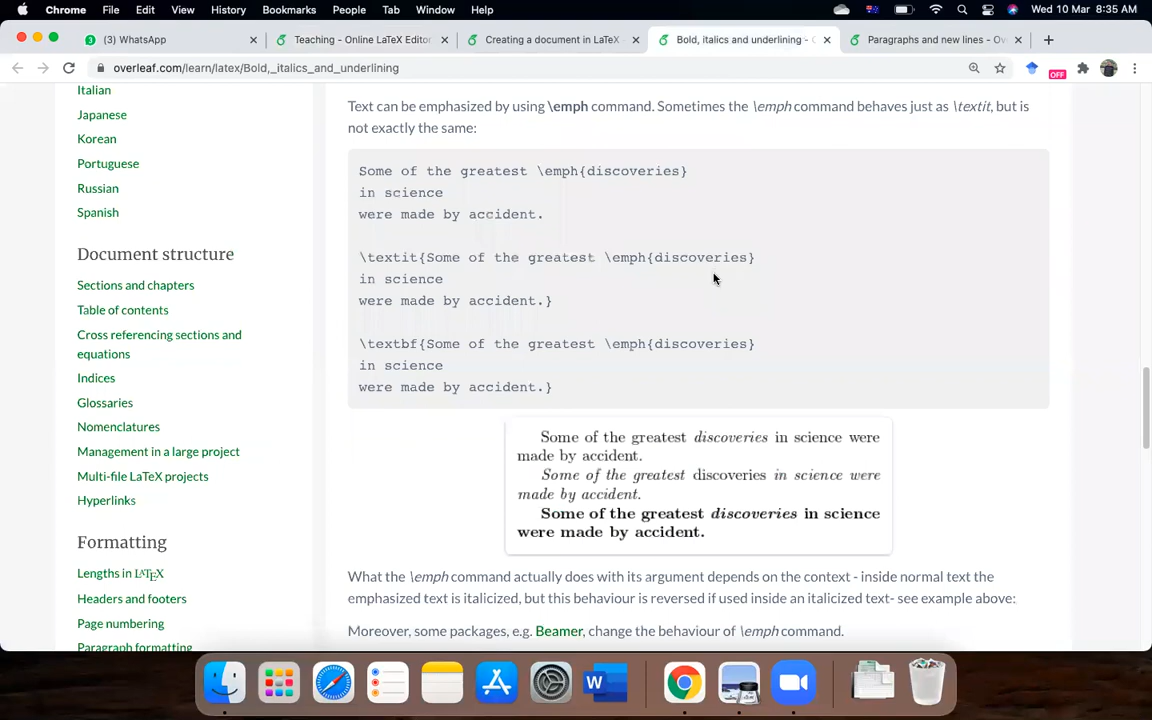 Chrome File Edit View History Bookmarks People Tab Window Help Wed 10 Mar 8:35 AM
(3) WhatsApp
Teaching - Online LaTeX Editor
Creating a document in LaTeX
Bold, italics and underlining - O
Paragraphs and new lines - Ov
overleaf.com/learn/latex/Bold,_italics_and_underlining
OFF
Italian
Japanese
Korean
Portuguese
Russian
Spanish
Document structure
Sections and chapters
Table of contents
Cross referencing sections and
equations
Indices
Glossaries
Nomenclatures
Management in a large project
Multi-file LaTeX projects
Hyperlinks
Formatting
Lengths in LATEX
Headers and footers
Page numbering
Paragraph formatting
Text can be emphasized by using \emph command. Sometimes the \emph command behaves just as \textit, but is
not exactly the same:
Some of the greatest \emph{discoveries}
in science
were made by accident.
\textit{Some of the greatest \emph{discoveries}
in science
were made by accident.}
\textbf{Some of the greatest \emph{discoveries}
in science
were made by accident.}
Some of the greatest discoveries in science were
made by accident.
Some of the greatest discoveries in science were
made by accident.
Some of the greatest discoveries in science
were made by accident.
What the \emph command actually does with its argument depends on the context - inside normal text the
emphasized text is italicized, but this behaviour is reversed if used inside an italicized text- see example above:
Moreover, some packages, e.g. Beamer, change the behaviour of \emph command.
W